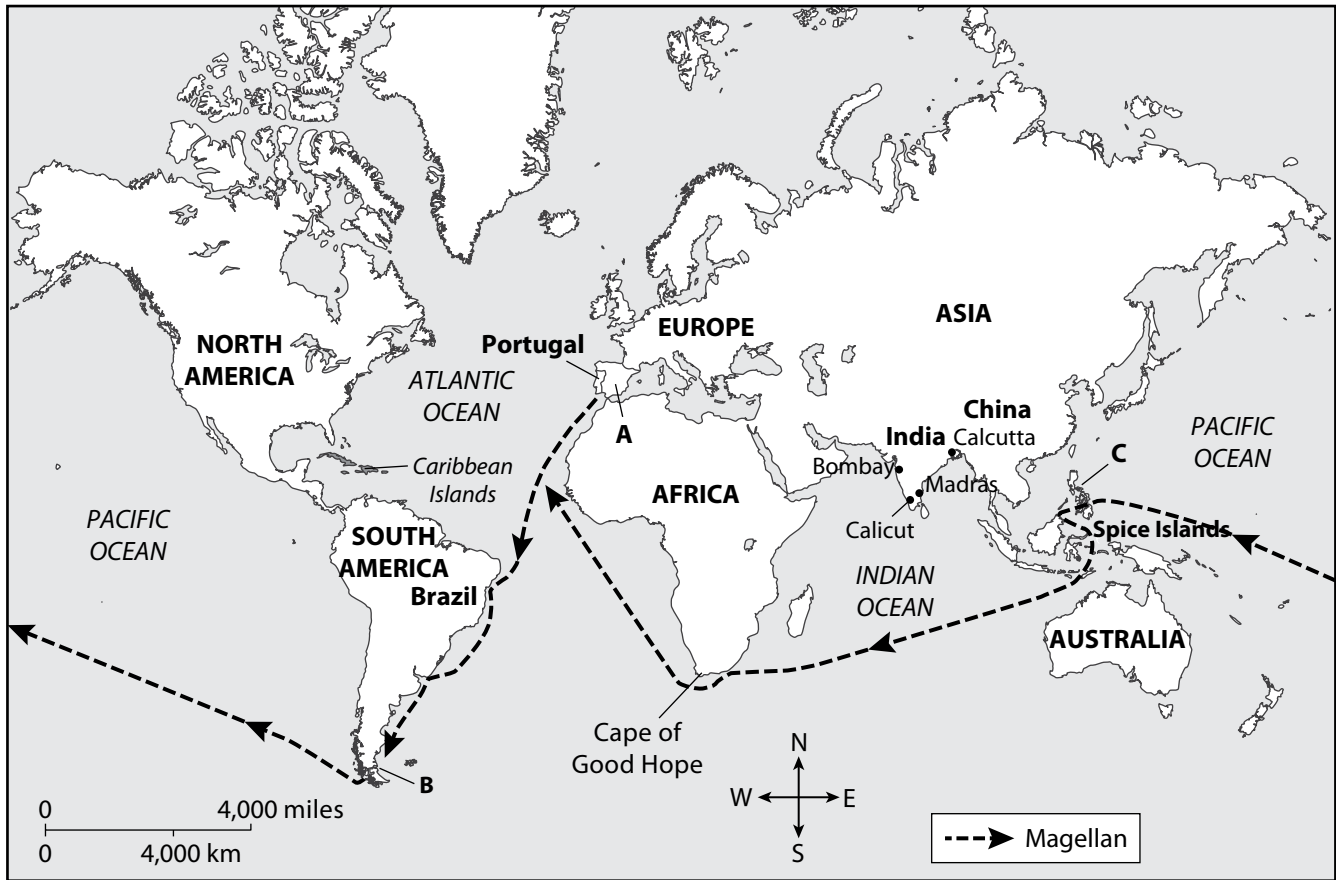 NORTH
AMERICA
Portugal
EUROPE
ASIA
ATLANTIC
OCEAN
A
China
India
Calcutta
PACIFIC
OCEAN
C
Bombay
Caribbean
Islands
Madras
AFRICA
Calicut
PACIFIC
OCEAN
SOUTH
AMERICA
Brazil
Spice Islands
INDIAN
OCEAN
AUSTRALIA
Cape of
Good Hope
B
N
W
E
S
0
4,000 miles
0
4,000 km
Magellan